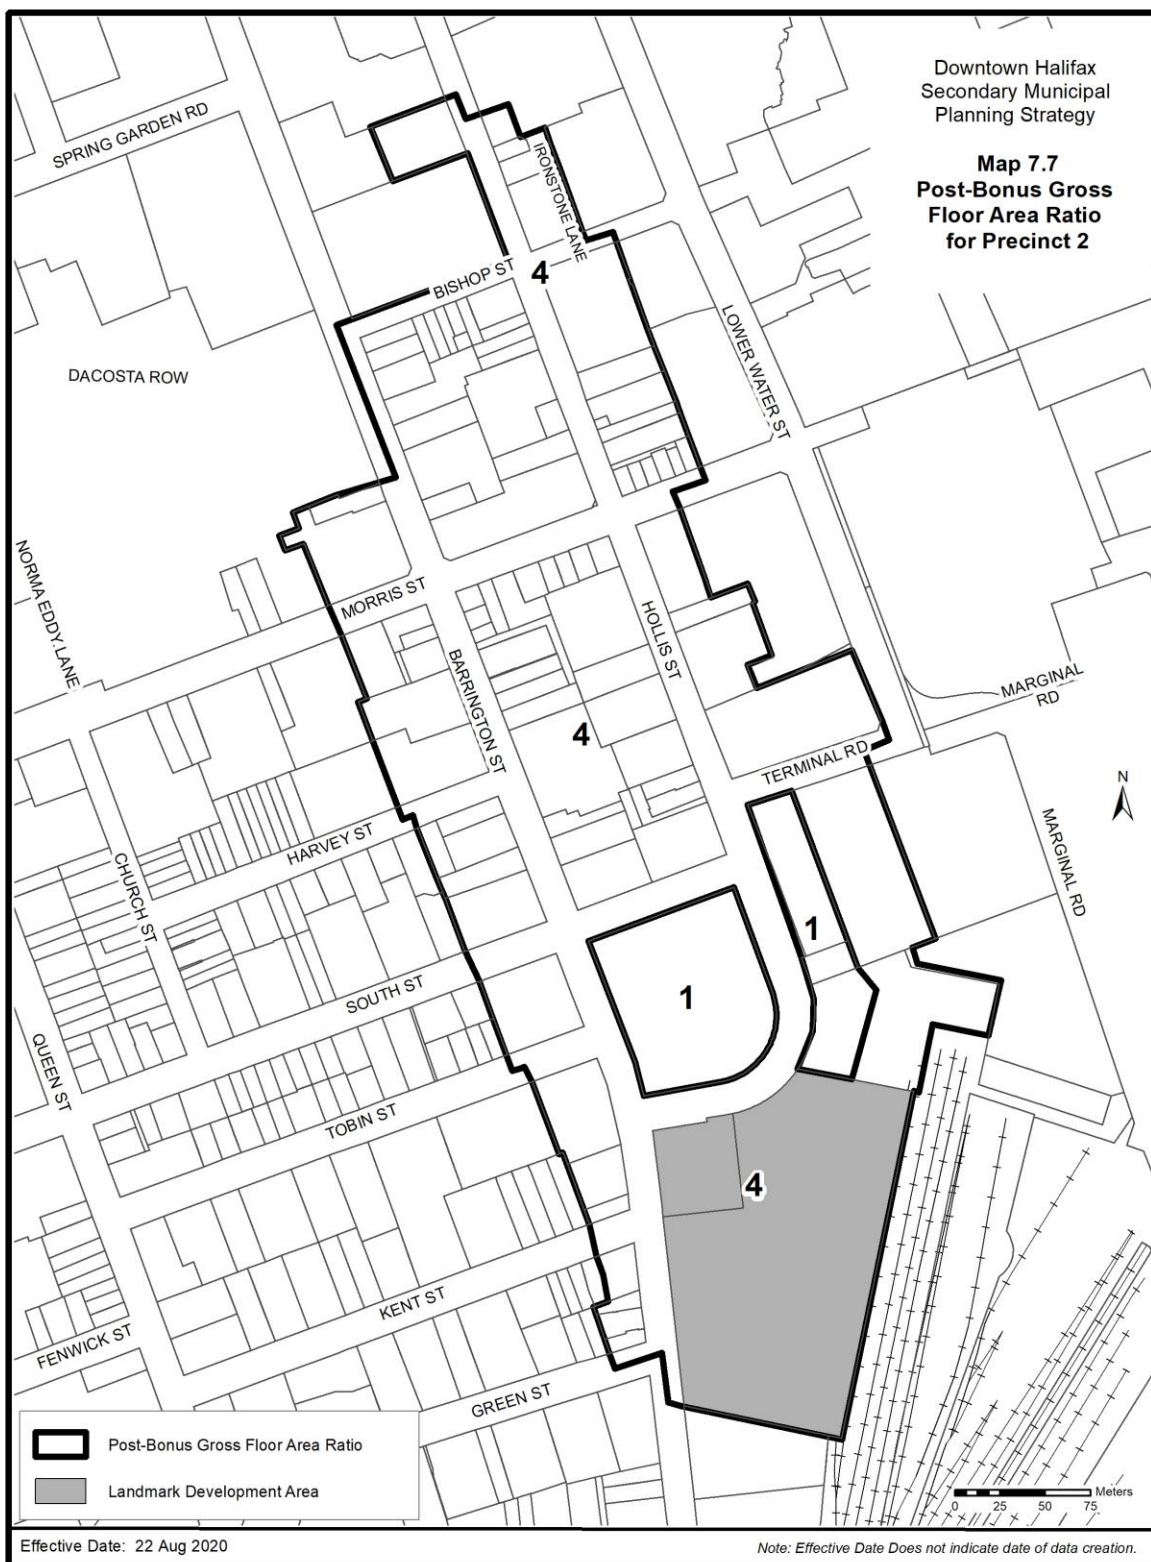 Downtown Halifax
Secondary Municipal
Planning Strategy
Map 7.7
Post-Bonus Gross
Floor Area Ratio
for Precinct 2
SPRING GARDEN RD
IRONSTONE LANE
BISHOP ST
4
LOWER WATER ST
DACOSTA ROW
NORMA EDDY LANE
MORRIS ST
HOLLIS ST
BARRINGTON ST
MARGINAL
RD
4
TERMINAL RD
N
HARVEY ST
CHURCH ST
MARGINAL RD
1
SOUTH ST
1
QUEEN ST
TOBIN ST
4
KENT ST
FENWICK ST
GREEN ST
Post-Bonus Gross Floor Area Ratio
Landmark Development Area
Meters
0 25 50 75
Effective Date: 22 Aug 2020
Note: Effective Date Does not indicate date of data creation.